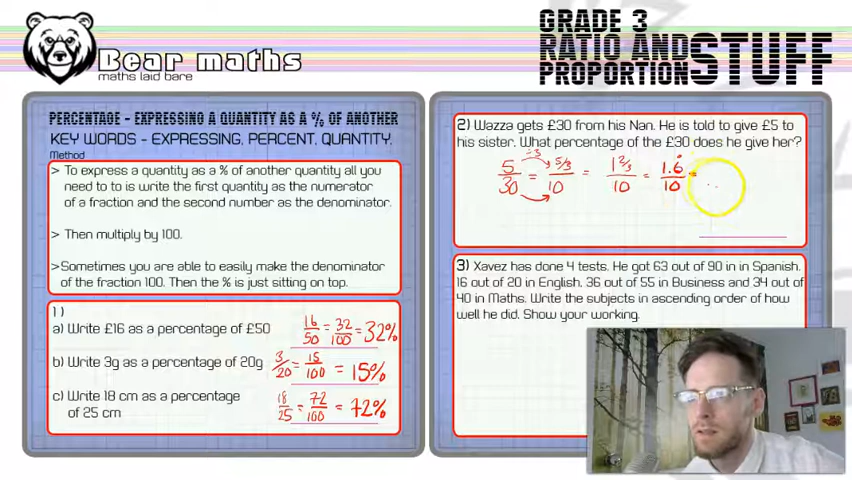 Bear maths
maths laid bare
GRADE 3
RATIO AND
PROPORTION
STUFF
PERCENTAGE - EXPRESSING A QUANTITY AS A % OF ANOTHER
KEY WORDS - EXPRESSING, PERCENT, QUANTITY.
Method
> To express a quantity as a % of another quantity all you
need to to is write the first quantity as the numerator
of a fraction and the second number as the denominator.
> Then multiply by 100.
>Sometimes you are able to easily make the denominator
of the fraction 100. Then the % is just sitting on top.
1)
a) Write £16 as a percentage of £50
16/50 = 32/100 = 32%
b) Write 3g as a percentage of 20g
3/20 = 15/100 = 15%
c) Write 18 cm as a percentage
of 25 cm
18/25 = 72/100 = 72%
2) Wazza gets £30 from his Nan. He is told to give £5 to
his sister. What percentage of the £30 does he give her?
÷3
5/30 = 5/3/10 = 1 2/3/10 = 1.6̇/10 =
3) Xavez has done 4 tests. He got 63 out of 90 in in Spanish.
16 out of 20 in English. 36 out of 55 in Business and 34 out of
40 in Maths. Write the subjects in ascending order of how
well he did. Show your working.